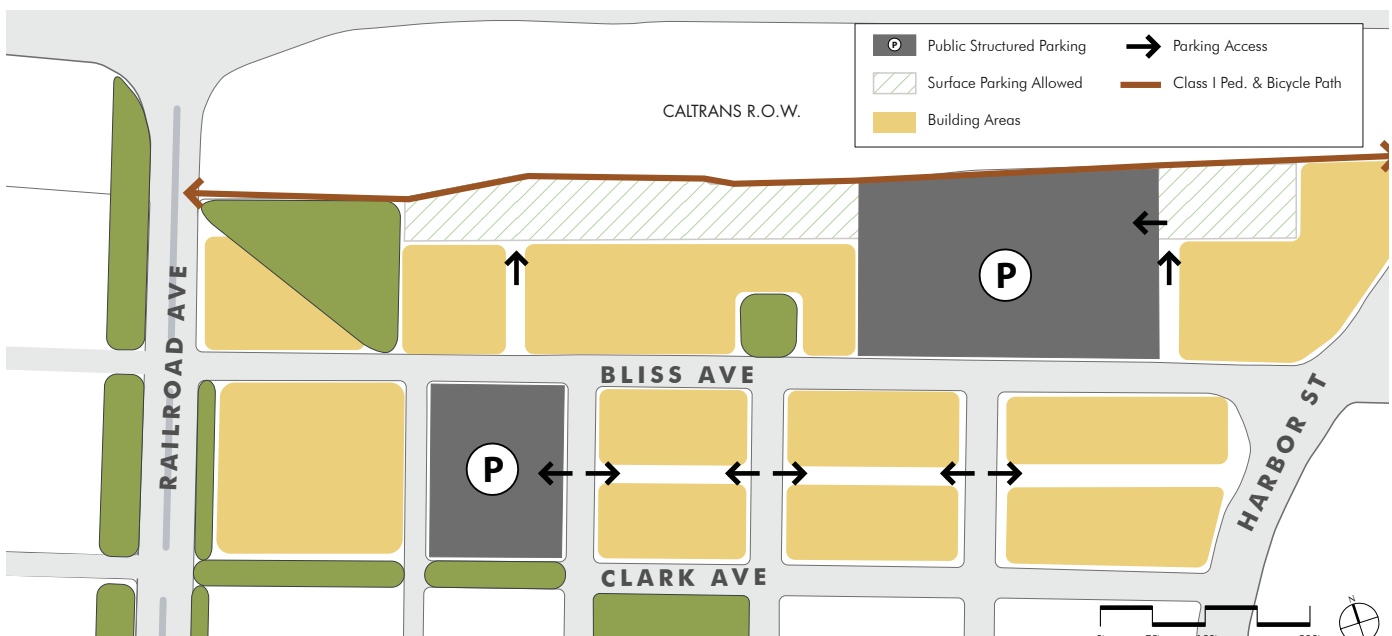 P Public Structured Parking
Parking Access
Surface Parking Allowed
Class I Ped. & Bicycle Path
Building Areas
CALTRANS R.O.W.
P
RAILROAD AVE
BLISS AVE
P
HARBOR ST
CLARK AVE
N